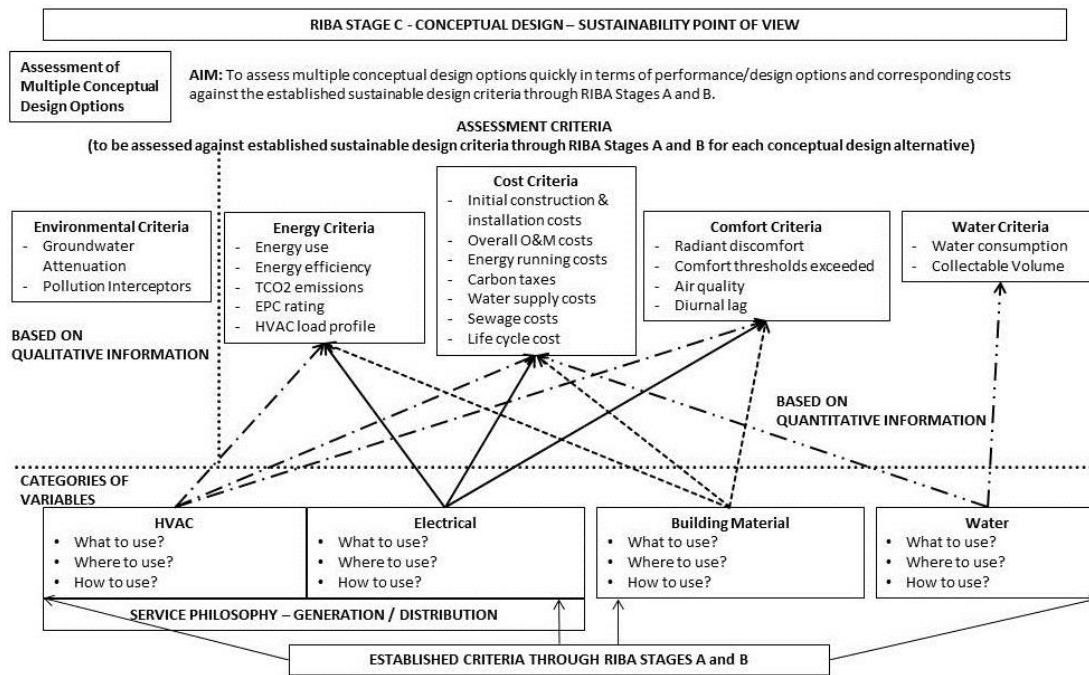 RIBA STAGE C - CONCEPTUAL DESIGN – SUSTAINABILITY POINT OF VIEW
Assessment of
Multiple Conceptual
Design Options
AIM: To assess multiple conceptual design options quickly in terms of performance/design options and corresponding costs
against the established sustainable design criteria through RIBA Stages A and B.
ASSESSMENT CRITERIA
(to be assessed against established sustainable design criteria through RIBA Stages A and B for each conceptual design alternative)
Environmental Criteria
- Groundwater
Attenuation
- Pollution Interceptors
Energy Criteria
- Energy use
- Energy efficiency
- TCO2 emissions
- EPC rating
- HVAC load profile
Cost Criteria
- Initial construction &
installation costs
- Overall O&M costs
- Energy running costs
- Carbon taxes
- Water supply costs
- Sewage costs
- Life cycle cost
Comfort Criteria
- Radiant discomfort
- Comfort thresholds exceeded
- Air quality
- Diurnal lag
Water Criteria
- Water consumption
- Collectable Volume
BASED ON
QUALITATIVE INFORMATION
BASED ON
QUANTITATIVE INFORMATION
CATEGORIES OF
VARIABLES
HVAC
• What to use?
• Where to use?
• How to use?
Electrical
• What to use?
• Where to use?
• How to use?
Building Material
• What to use?
• Where to use?
• How to use?
Water
• What to use?
• Where to use?
• How to use?
SERVICE PHILOSOPHY – GENERATION / DISTRIBUTION
ESTABLISHED CRITERIA THROUGH RIBA STAGES A and B